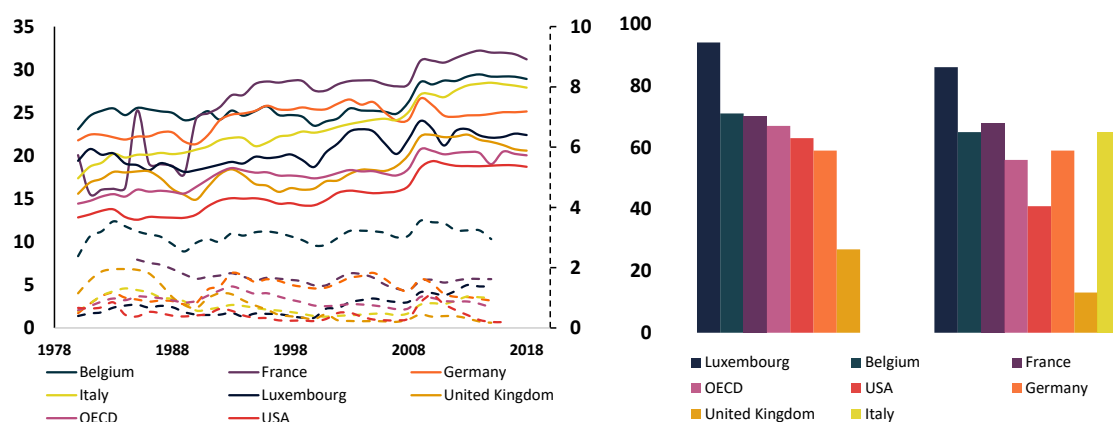 35
30
25
20
15
10
5
0
10
8
6
4
2
0
1978 1988 1998 2008 2018
Belgium France Germany
Italy Luxembourg United Kingdom
OECD USA
100
80
60
40
20
0
Luxembourg Belgium France
OECD USA Germany
United Kingdom Italy